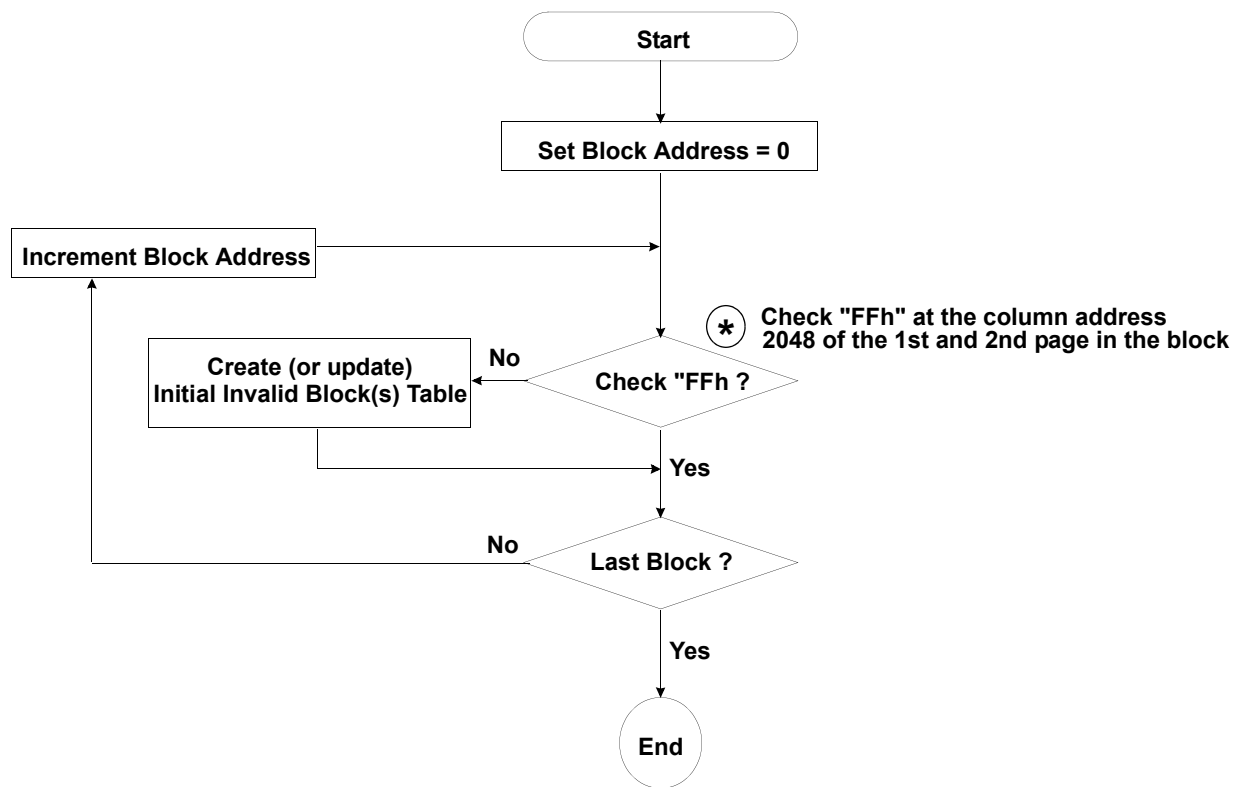 Start
Set Block Address = 0
Increment Block Address
* Check "FFh" at the column address
2048 of the 1st and 2nd page in the block
No
Create (or update)
Initial Invalid Block(s) Table
Check "FFh ?
Yes
No
Last Block ?
Yes
End